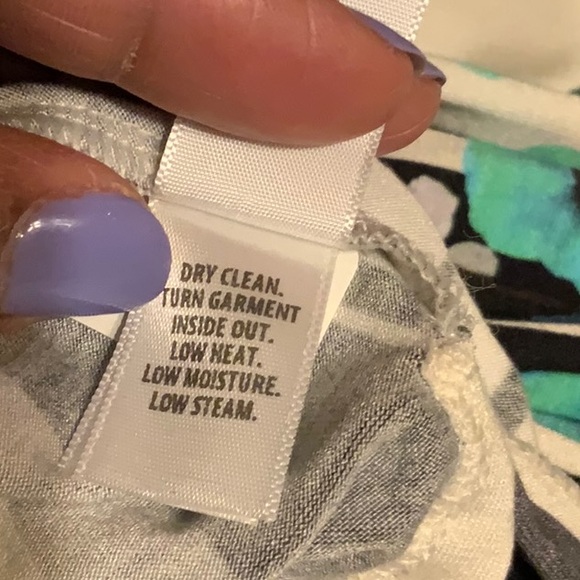 DRY CLEAN.
TURN GARMENT
INSIDE OUT.
LOW HEAT.
LOW MOISTURE.
LOW STEAM.